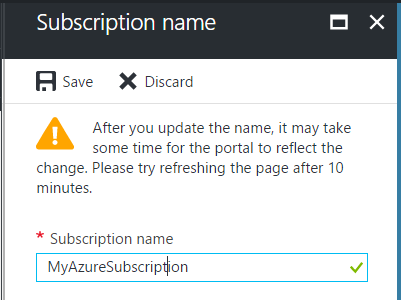 Subscription name
Save Discard
After you update the name, it may take
some time for the portal to reflect the
change. Please try refreshing the page after 10
minutes.
* Subscription name
MyAzureSubscription